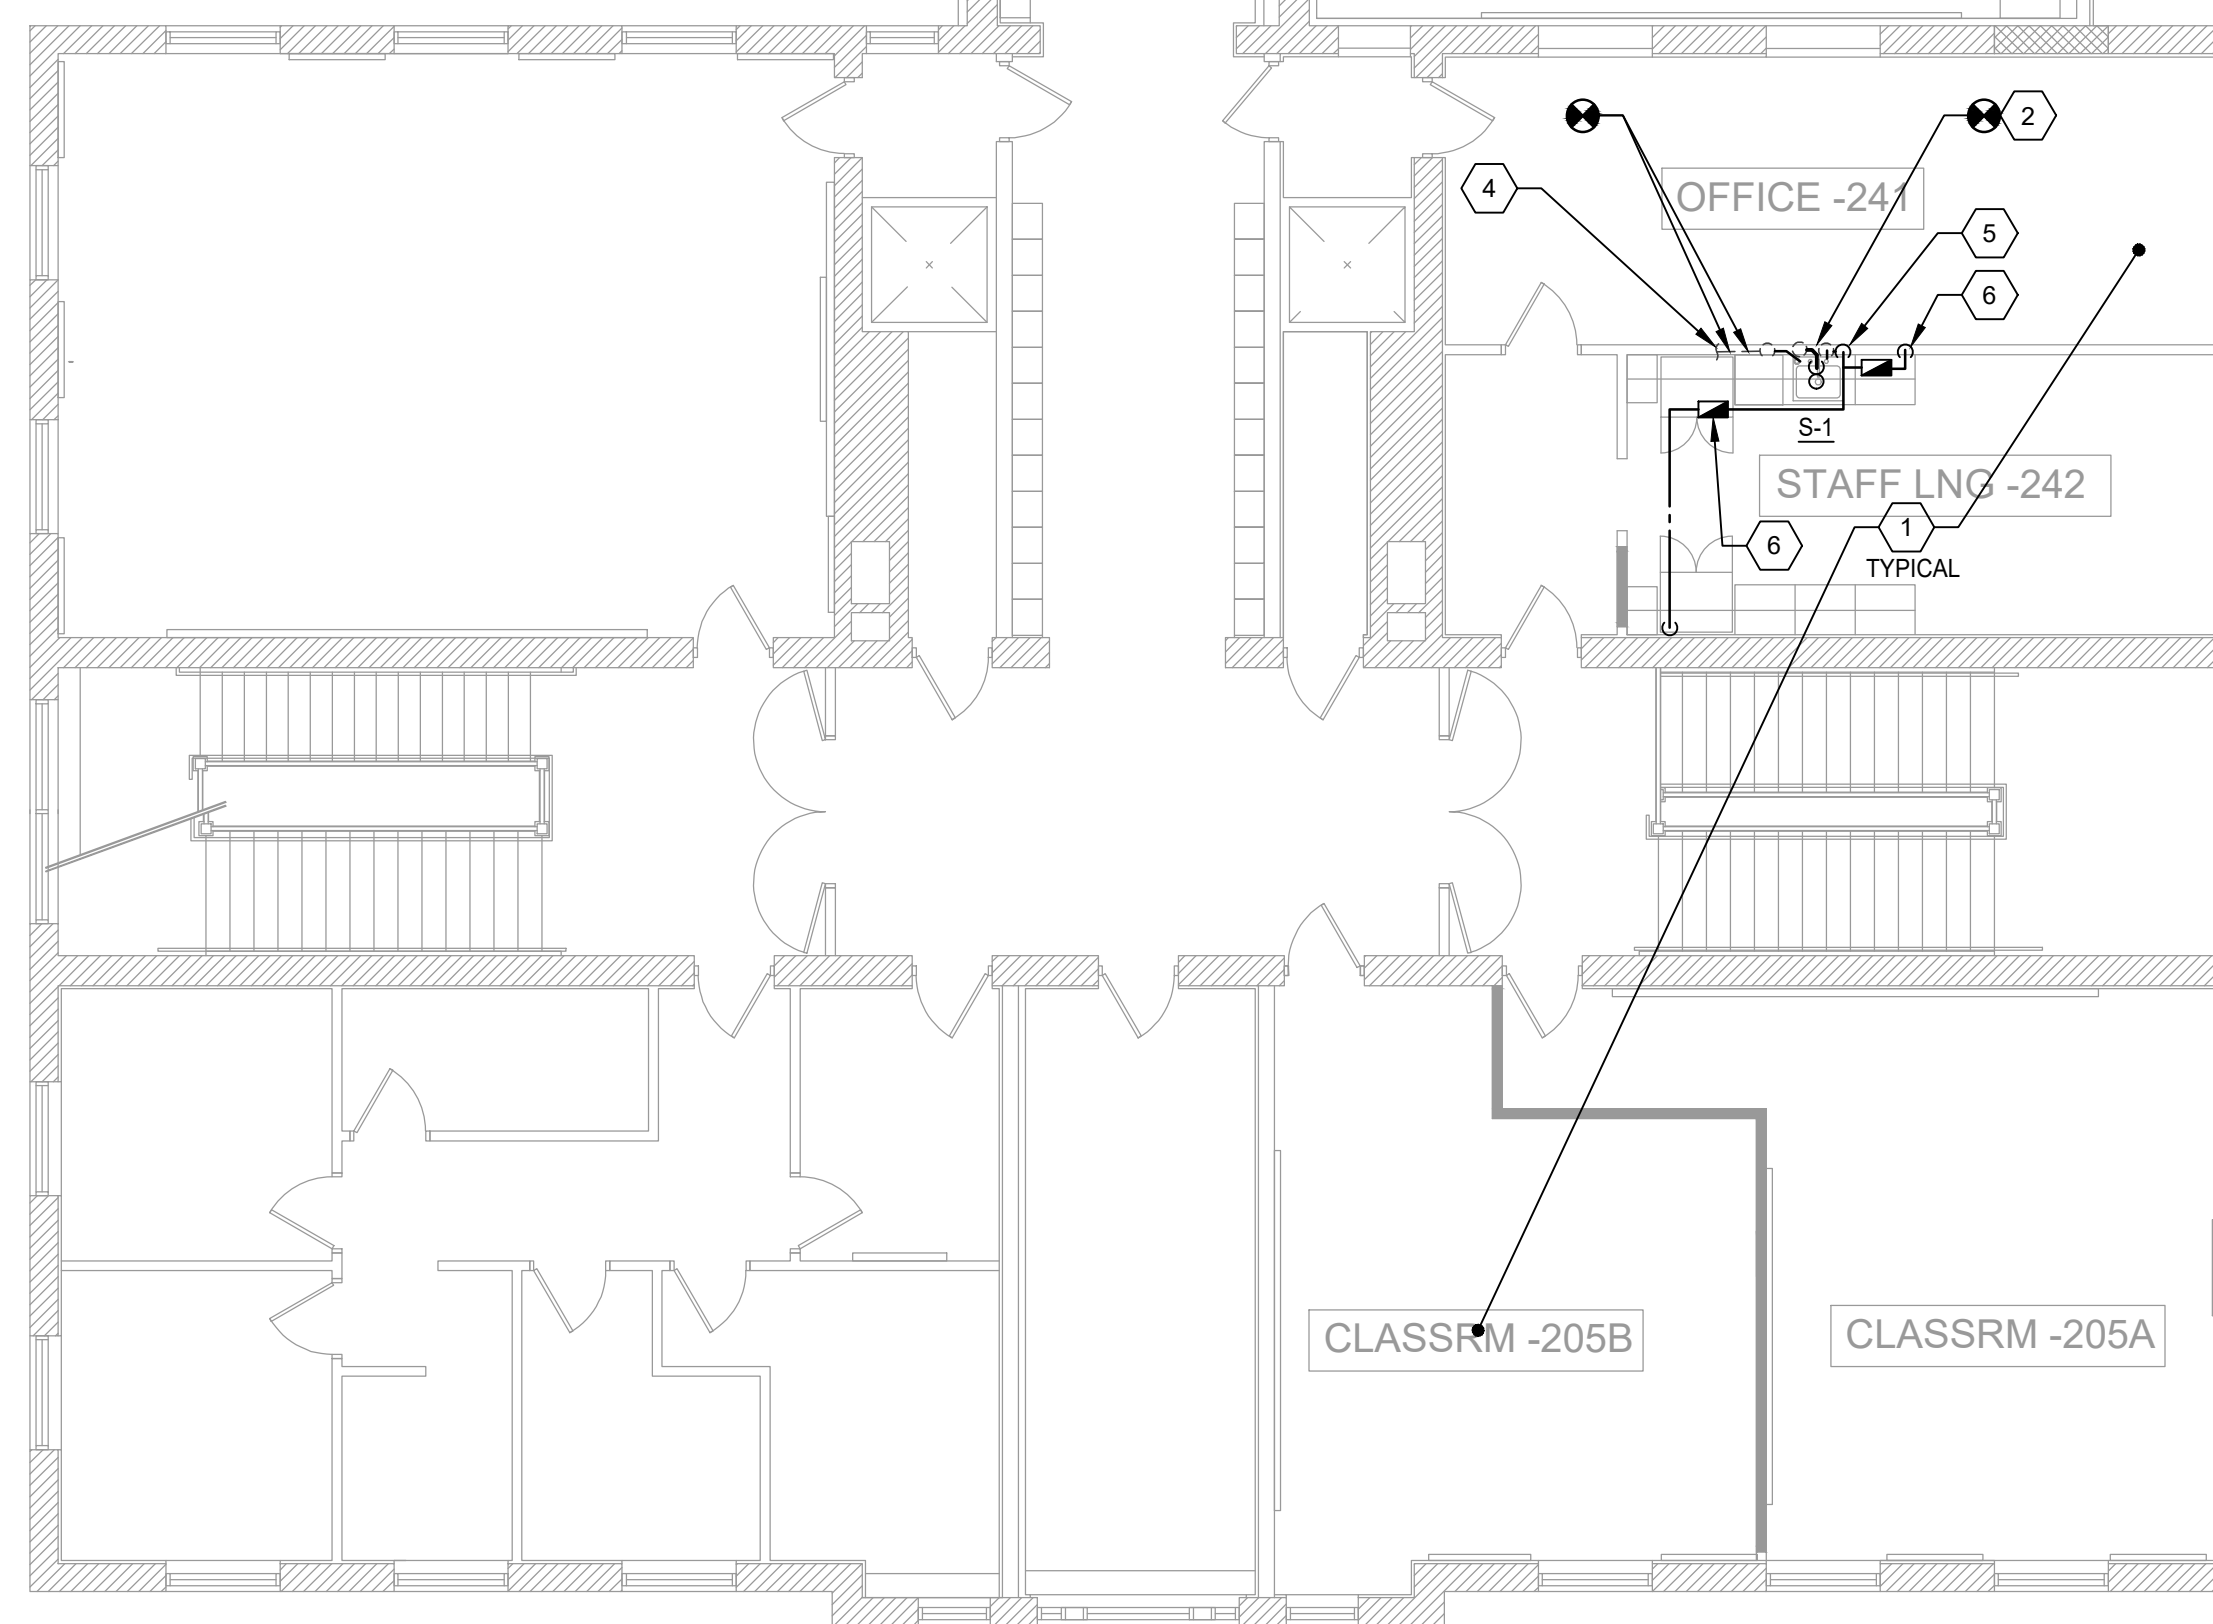 2
OFFICE -241
4
5
6
S-1
STAFF LNG -242
1
6
TYPICAL
CLASSRM -205B
CLASSRM -205A